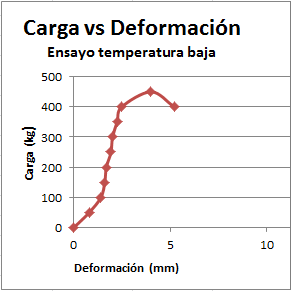 Carga vs Deformación
Ensayo temperatura baja
500
400
300
200
100
0
Carga (kg)
0 5 10
Deformación (mm)